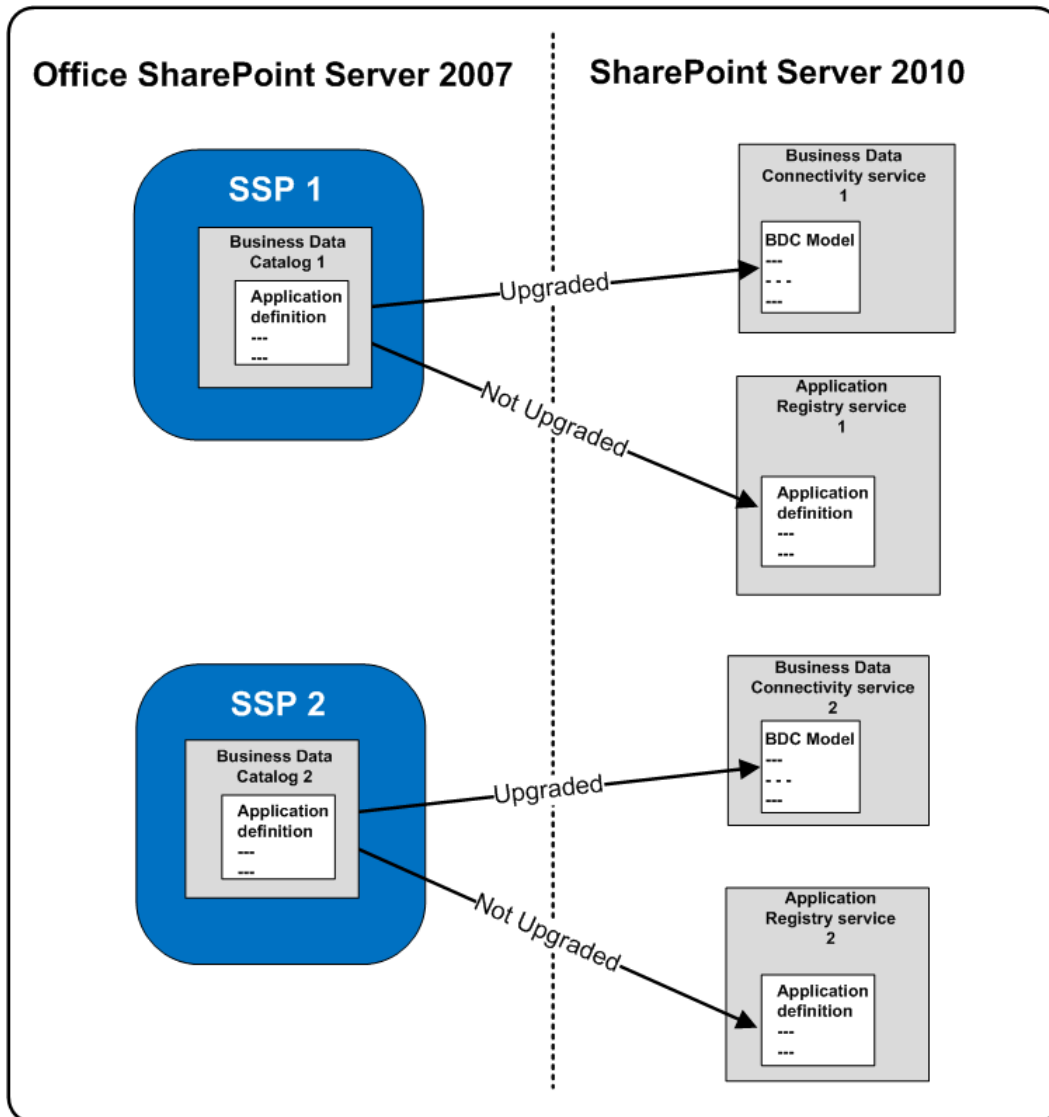 Office SharePoint Server 2007
SharePoint Server 2010
SSP 1
Business Data
Catalog 1
Application
definition
---
---
Upgraded
Not Upgraded
Business Data
Connectivity service
1
BDC Model
---
- - -
---
Application
Registry service
1
Application
definition
---
---
SSP 2
Business Data
Catalog 2
Application
definition
---
---
Upgraded
Not Upgraded
Business Data
Connectivity service
2
BDC Model
---
- - -
---
Application
Registry service
2
Application
definition
---
---